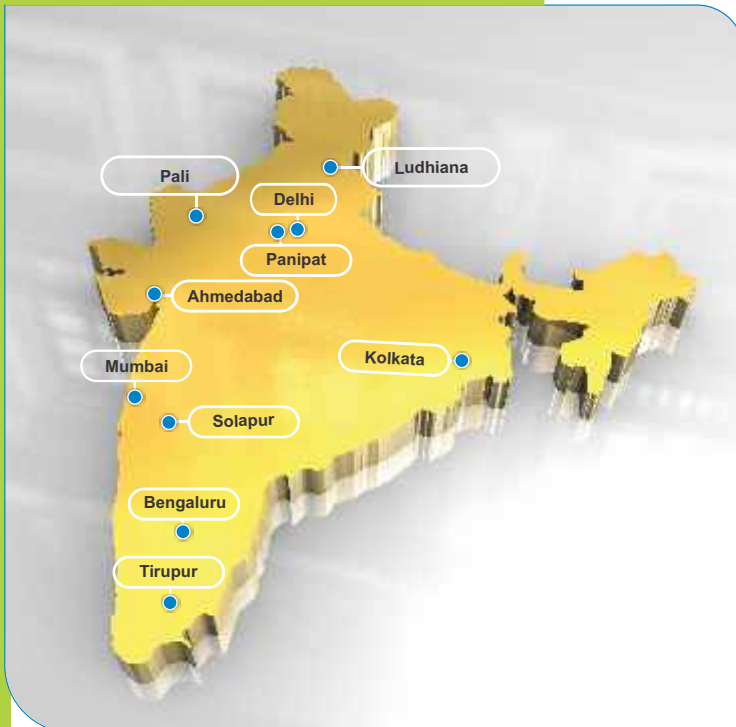 Ludhiana
Pali
Delhi
Panipat
Ahmedabad
Kolkata
Mumbai
Solapur
Bengaluru
Tirupur